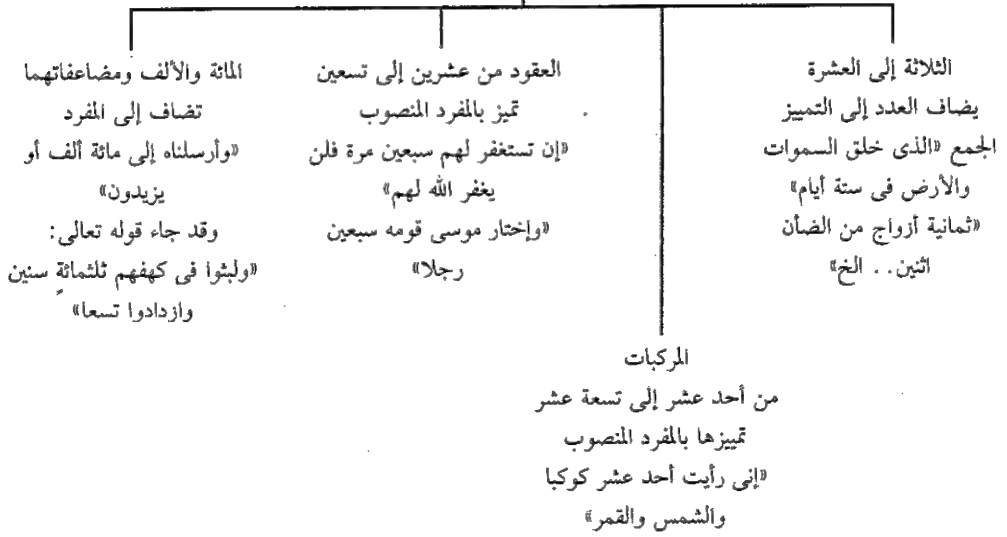 الثلاثة إلى العشرة
يضاف العدد إلى التمييز
الجمع «الذى خلق السموات
والأرض فى ستة أيام»
«ثمانية أزواج من الضأن
اثنين.. الخ»
المركبات
من أحد عشر إلى تسعة عشر
تمييزها بالمفرد المنصوب
«إنى رأيت أحد عشر كوكبا
والشمس والقمر»
العقود من عشرين إلى تسعين
تميز بالمفرد المنصوب
«إن تستغفر لهم سبعين مرة فلن
يغفر الله لهم»
«وإختار موسى قومه سبعين
رجلا»
المائة والألف ومضاعفاتهما
تضاف إلى المفرد
«وأرسلناه إلى مائة ألف أو
يزيدون»
وقد جاء قوله تعالى:
«ولبثوا فى كهفهم ثلثمائةٍ سنين
وازدادوا تسعا»